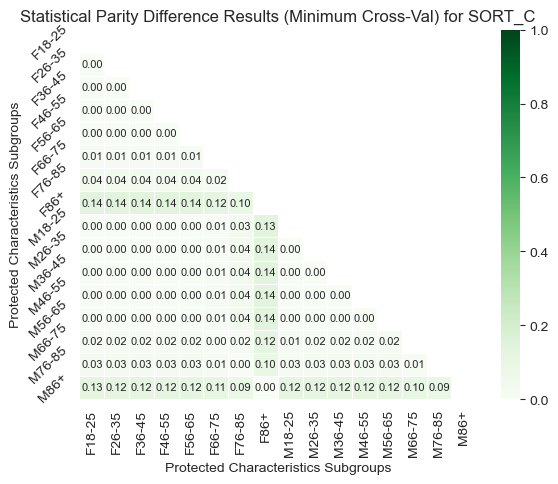 Statistical Parity Difference Results (Minimum Cross-Val) for SORT_C
Protected Characteristics Subgroups
F18-25
F26-35 0.00
F36-45 0.00 0.00
F46-55 0.00 0.00 0.00
F56-65 0.00 0.00 0.00 0.00
F66-75 0.01 0.01 0.01 0.01 0.01
F76-85 0.04 0.04 0.04 0.04 0.04 0.02
F86+ 0.14 0.14 0.14 0.14 0.14 0.12 0.10
M18-25 0.00 0.00 0.00 0.00 0.00 0.01 0.03 0.13
M26-35 0.00 0.00 0.00 0.00 0.00 0.01 0.04 0.14 0.00
M36-45 0.00 0.00 0.00 0.00 0.00 0.01 0.04 0.14 0.00 0.00
M46-55 0.00 0.00 0.00 0.00 0.00 0.01 0.04 0.14 0.00 0.00 0.00
M56-65 0.00 0.00 0.00 0.00 0.00 0.01 0.04 0.14 0.00 0.00 0.00 0.00
M66-75 0.02 0.02 0.02 0.02 0.02 0.00 0.02 0.12 0.01 0.02 0.02 0.02 0.02
M76-85 0.03 0.03 0.03 0.03 0.03 0.01 0.00 0.10 0.03 0.03 0.03 0.03 0.03 0.01
M86+ 0.13 0.12 0.12 0.12 0.12 0.11 0.09 0.00 0.12 0.12 0.12 0.12 0.12 0.10 0.09
F18-25 F26-35 F36-45 F46-55 F56-65 F66-75 F76-85 F86+ M18-25 M26-35 M36-45 M46-55 M56-65 M66-75 M76-85 M86+
Protected Characteristics Subgroups
1.0
0.8
0.6
0.4
0.2
0.0